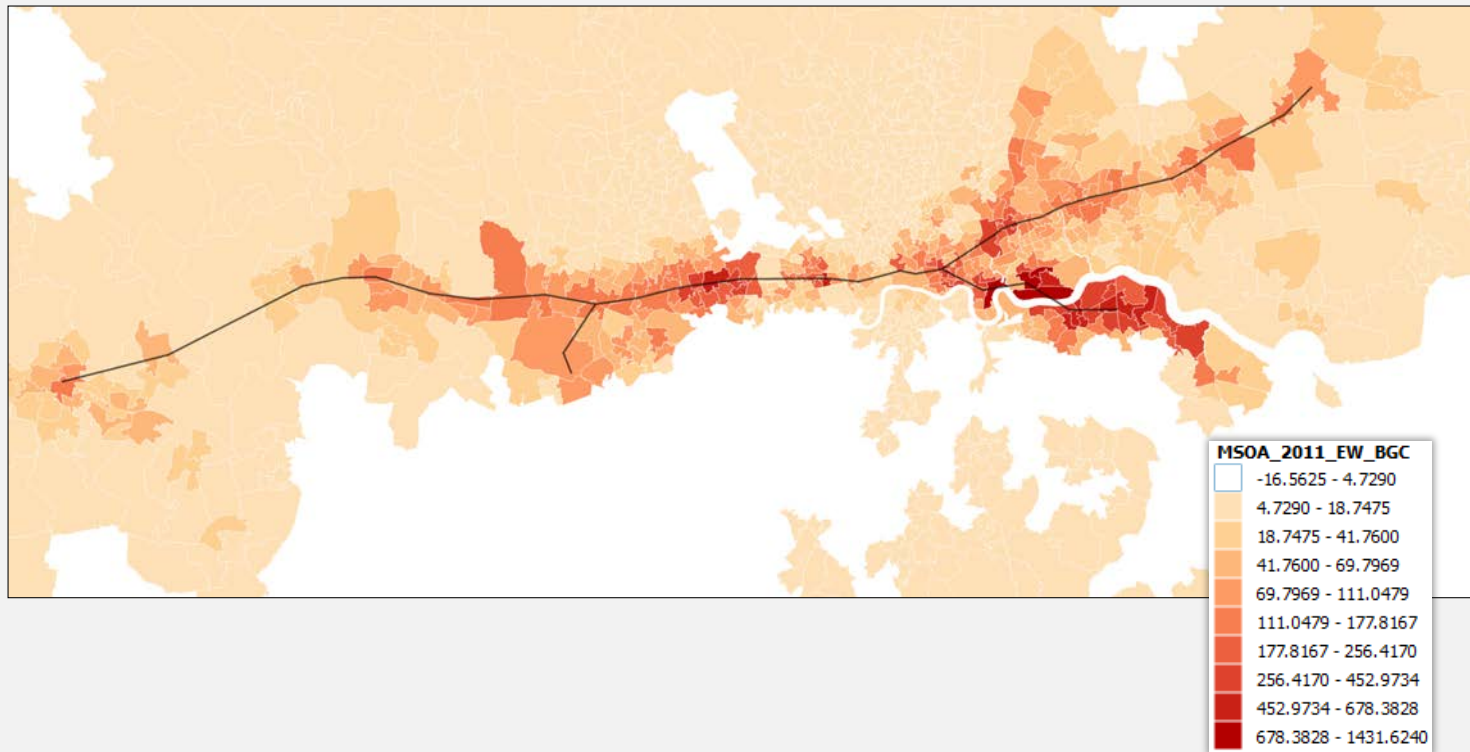 MSOA_2011_EW_BGC
-16.5625 - 4.7290
4.7290 - 18.7475
18.7475 - 41.7600
41.7600 - 69.7969
69.7969 - 111.0479
111.0479 - 177.8167
177.8167 - 256.4170
256.4170 - 452.9734
452.9734 - 678.3828
678.3828 - 1431.6240